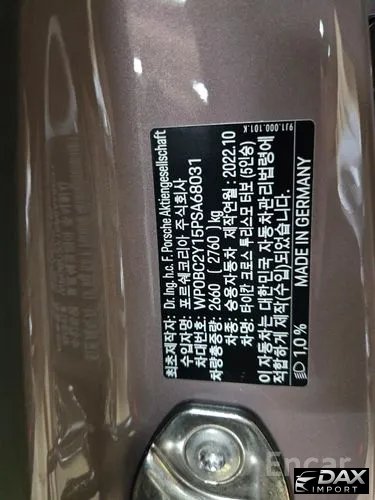 9J1.000.101.K
최초제작자: Dr. Ing. h.c. F. Porsche Aktiengesellschaft
수입자명: 포르쉐코리아 주식회사
차대번호: WP0BC2Y15PSA68031
차량총중량: 2660 ( 2760 ) kg
차종: 승용자동차 제작연월: 2022.10
차명: 타이칸 크로스 투리스모 터보 (5인승)
이 자동차는 대한민국 자동차관리법령에
적합하게 제작(수입)되었습니다.
1,0 %
MADE IN GERMANY
Encar
DAX
IMPORT